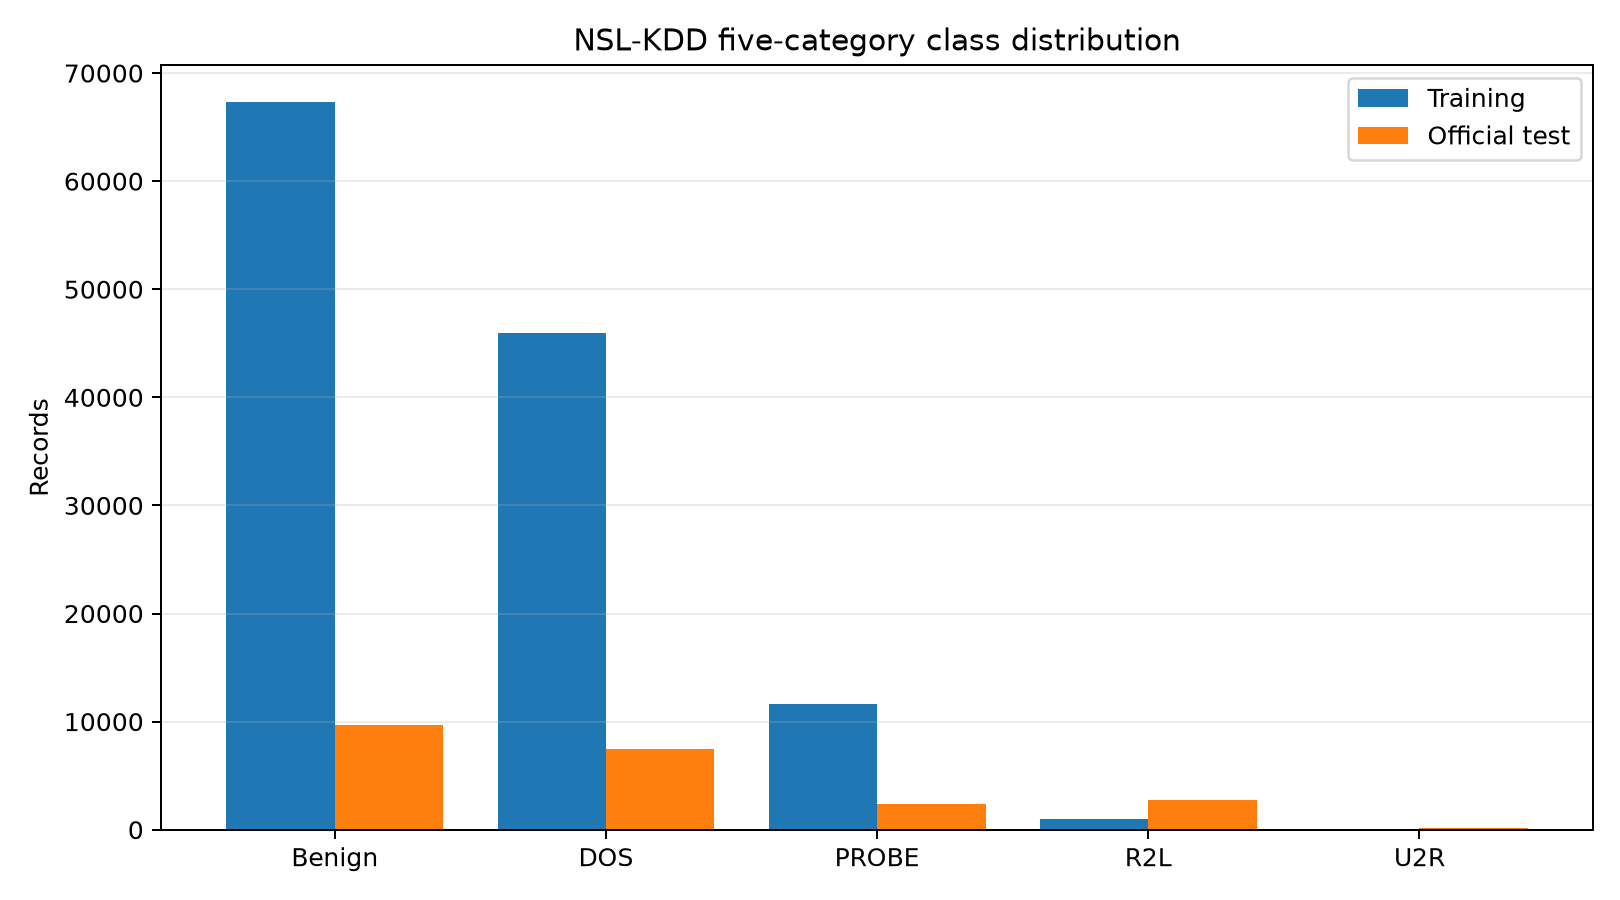 NSL-KDD five-category class distribution
Training
Official test
70000
60000
50000
40000
30000
20000
10000
0
Records
Benign
DOS
PROBE
R2L
U2R